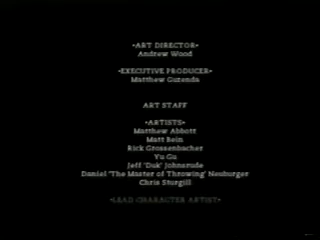 •ART DIRECTOR•
Andrew Wood
•EXECUTIVE PRODUCER•
Matthew Guzenda
ART STAFF
•ARTISTS•
Matthew Abbott
Matt Bein
Rick Grossenbacher
Yu Gu
Jeff 'Duk' Johnsrude
Daniel 'The Master of Throwing' Neuburger
Chris Sturgill
•LEAD CHARACTER ARTIST•